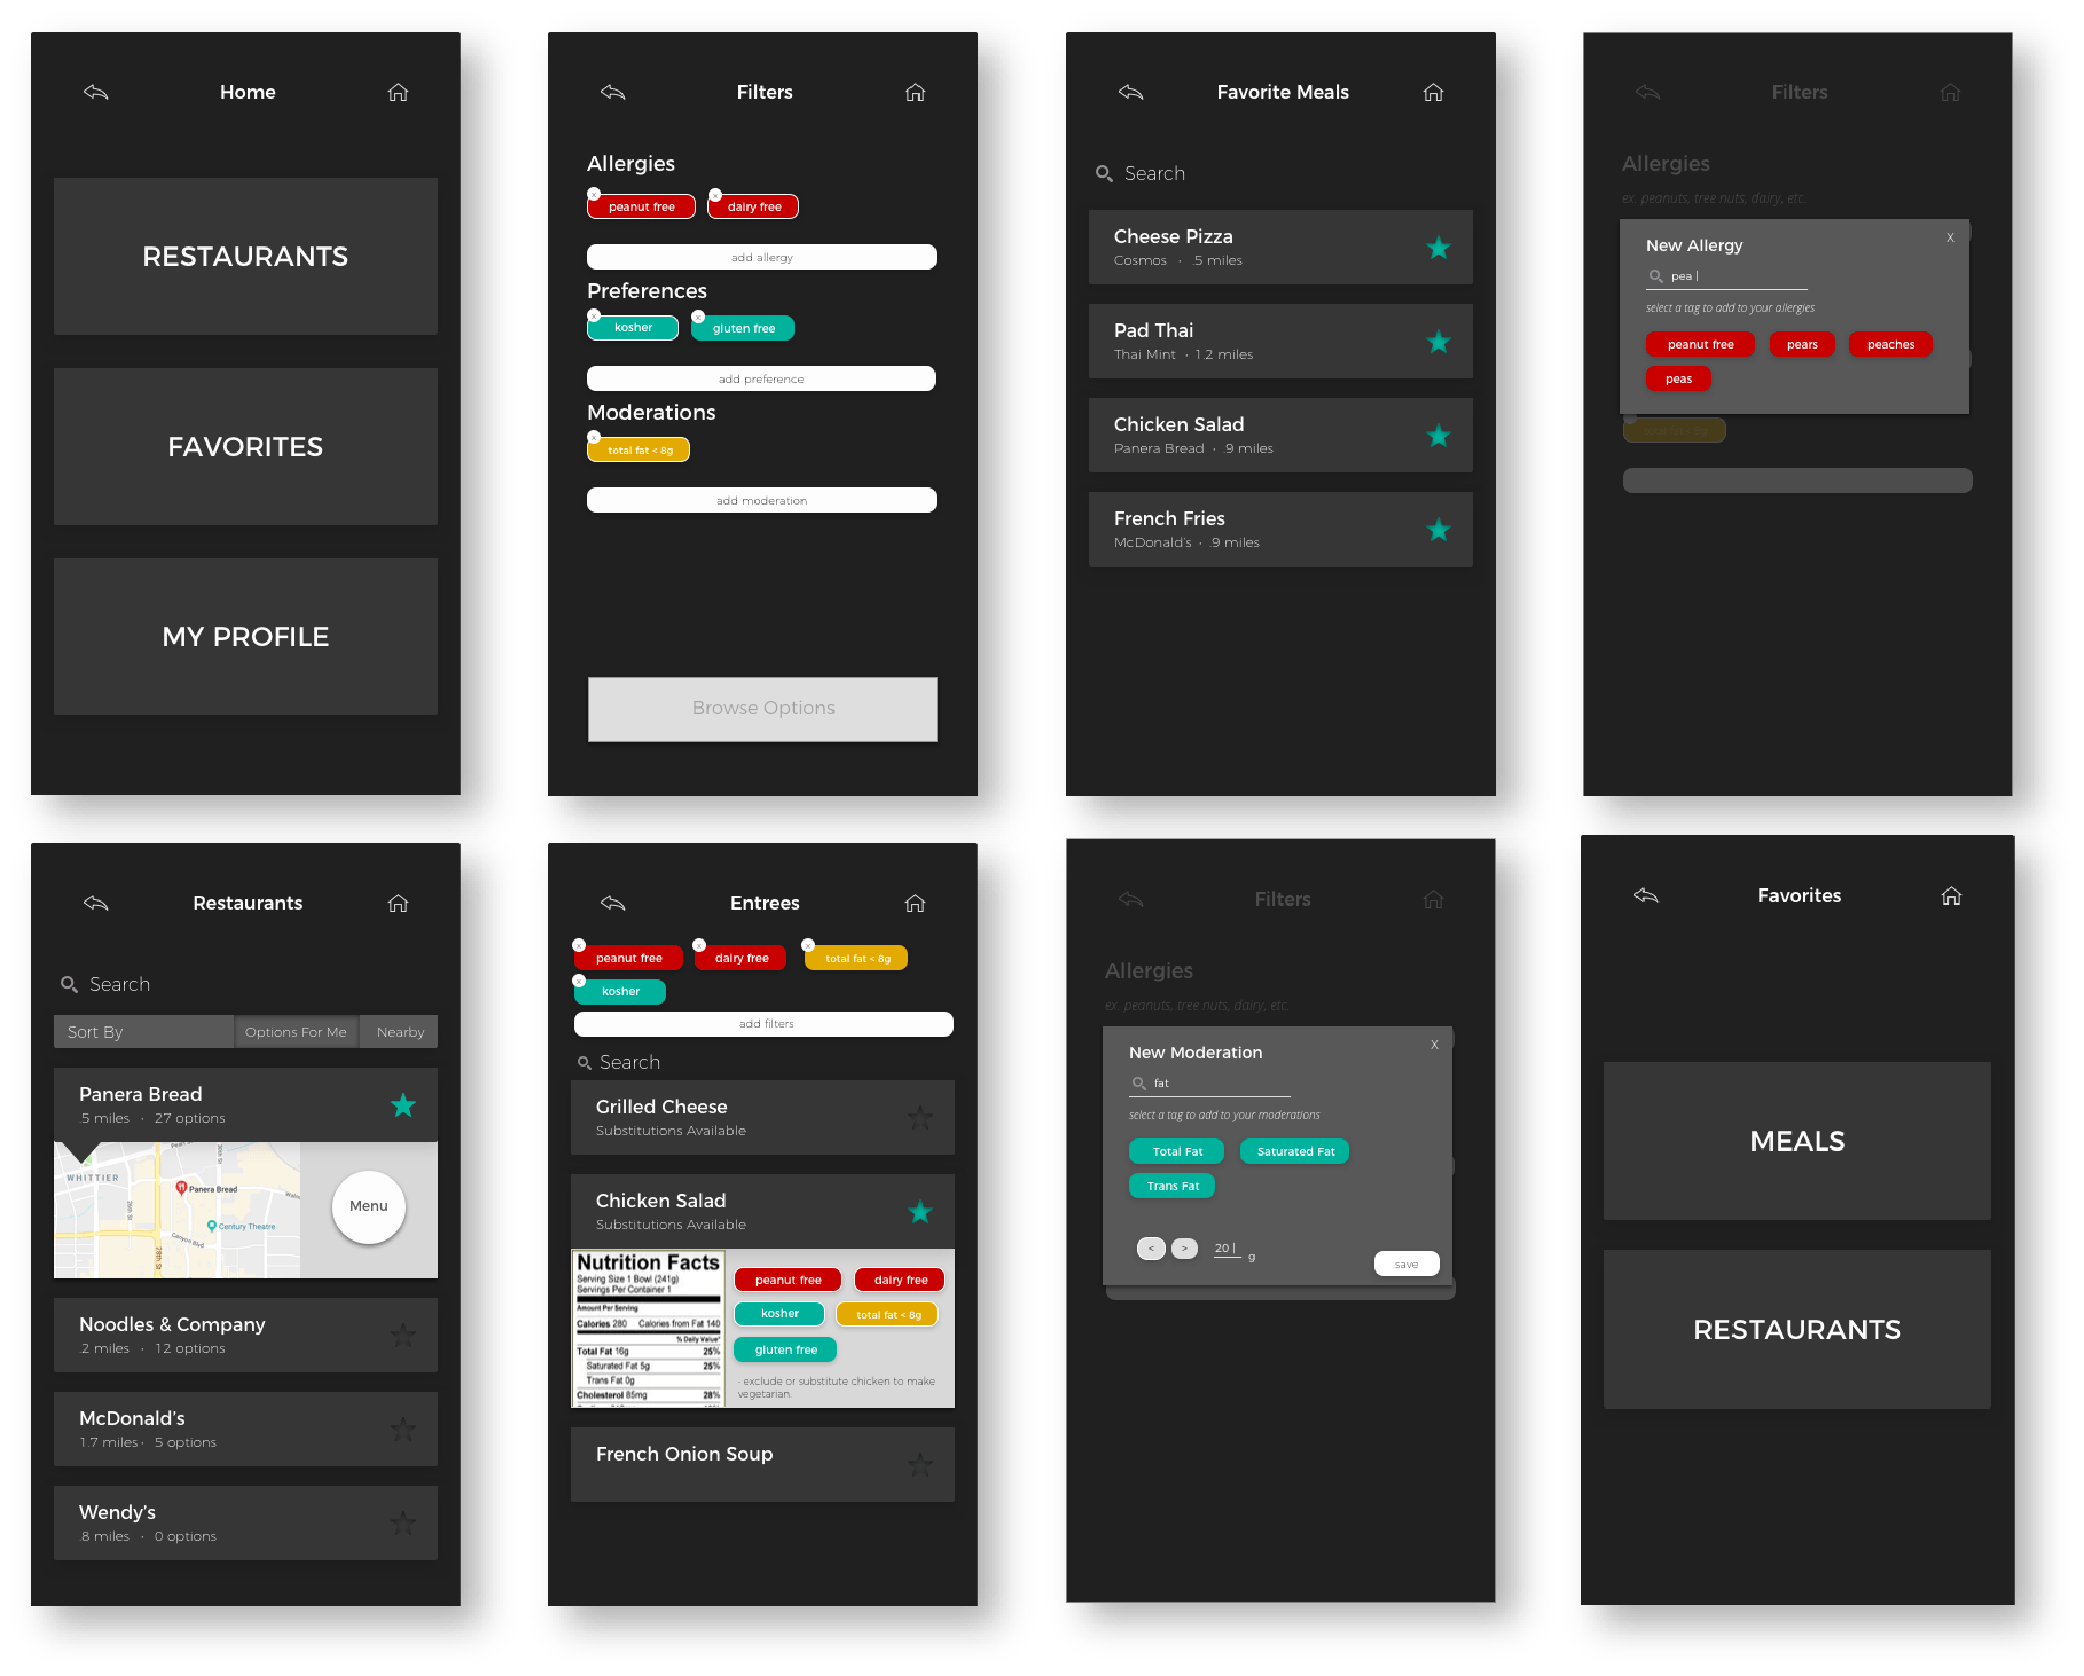 Home
RESTAURANTS
FAVORITES
MY PROFILE
Filters
Allergies
x x
peanut free dairy free
add allergy
Preferences
x x
kosher gluten free
add preference
Moderations
x
total fat < 8g
add moderation
Browse Options
Favorite Meals
Search
Cheese Pizza
Cosmos · .5 miles
Pad Thai
Thai Mint · 1.2 miles
Chicken Salad
Panera Bread · .9 miles
French Fries
McDonald's · .9 miles
Filters
Allergies
ex. peanuts, tree nuts, dairy, etc.
New Allergy X
pea |
select a tag to add to your allergies
peanut free pears peaches
peas
total fat < 8g
Restaurants
Search
Sort By Options For Me Nearby
Panera Bread
.5 miles · 27 options
WHITTIER
Panera Bread
Century Theatre
Canyon Blvd
28th St
Menu
Noodles & Company
.2 miles · 12 options
McDonald's
1.7 miles · 5 options
Wendy's
.8 miles · 0 options
Entrees
x x x
peanut free dairy free total fat < 8g
x
kosher
add filters
Search
Grilled Cheese
Substitutions Available
Chicken Salad
Substitutions Available
Nutrition Facts
Serving Size 1 Bowl (241g)
Servings Per Container 1
Amount Per Serving
Calories 280 Calories from Fat 140
% Daily Value*
Total Fat 16g 25%
Saturated Fat 5g 25%
Trans Fat 0g
Cholesterol 85mg 28%
peanut free dairy free
kosher total fat < 8g
gluten free
- exclude or substitute chicken to make
vegetarian.
French Onion Soup
Filters
Allergies
ex. peanuts, tree nuts, dairy, etc.
New Moderation X
fat
select a tag to add to your moderations
Total Fat Saturated Fat
Trans Fat
< > 20 | g
save
Favorites
MEALS
RESTAURANTS